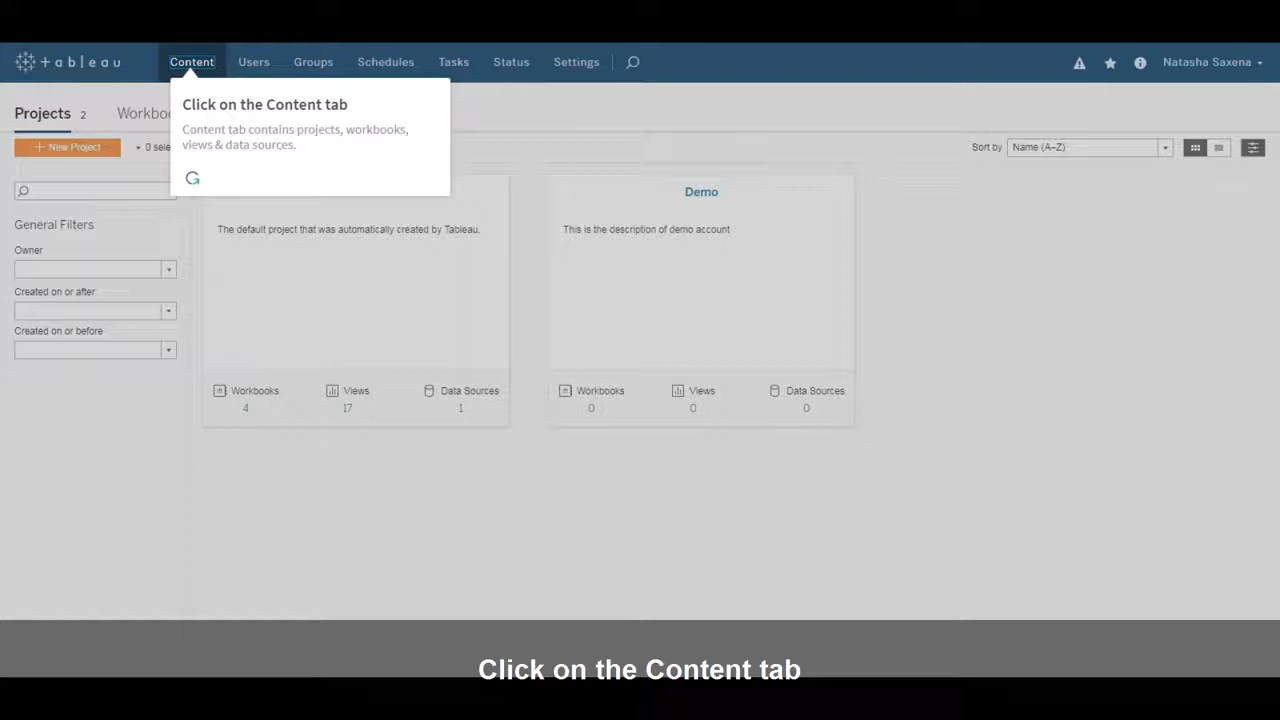 tableau Content Users Groups Schedules Tasks Status Settings Natasha Saxena
Click on the Content tab
Content tab contains projects, workbooks,
views & data sources.
Projects 2
+ New Project
Sort by Name (A–Z)
General Filters
Owner
Created on or after
Created on or before
The default project that was automatically created by Tableau.
Workbooks Views Data Sources
4 17 1
Demo
This is the description of demo account
Workbooks Views Data Sources
0 0 0
Click on the Content tab